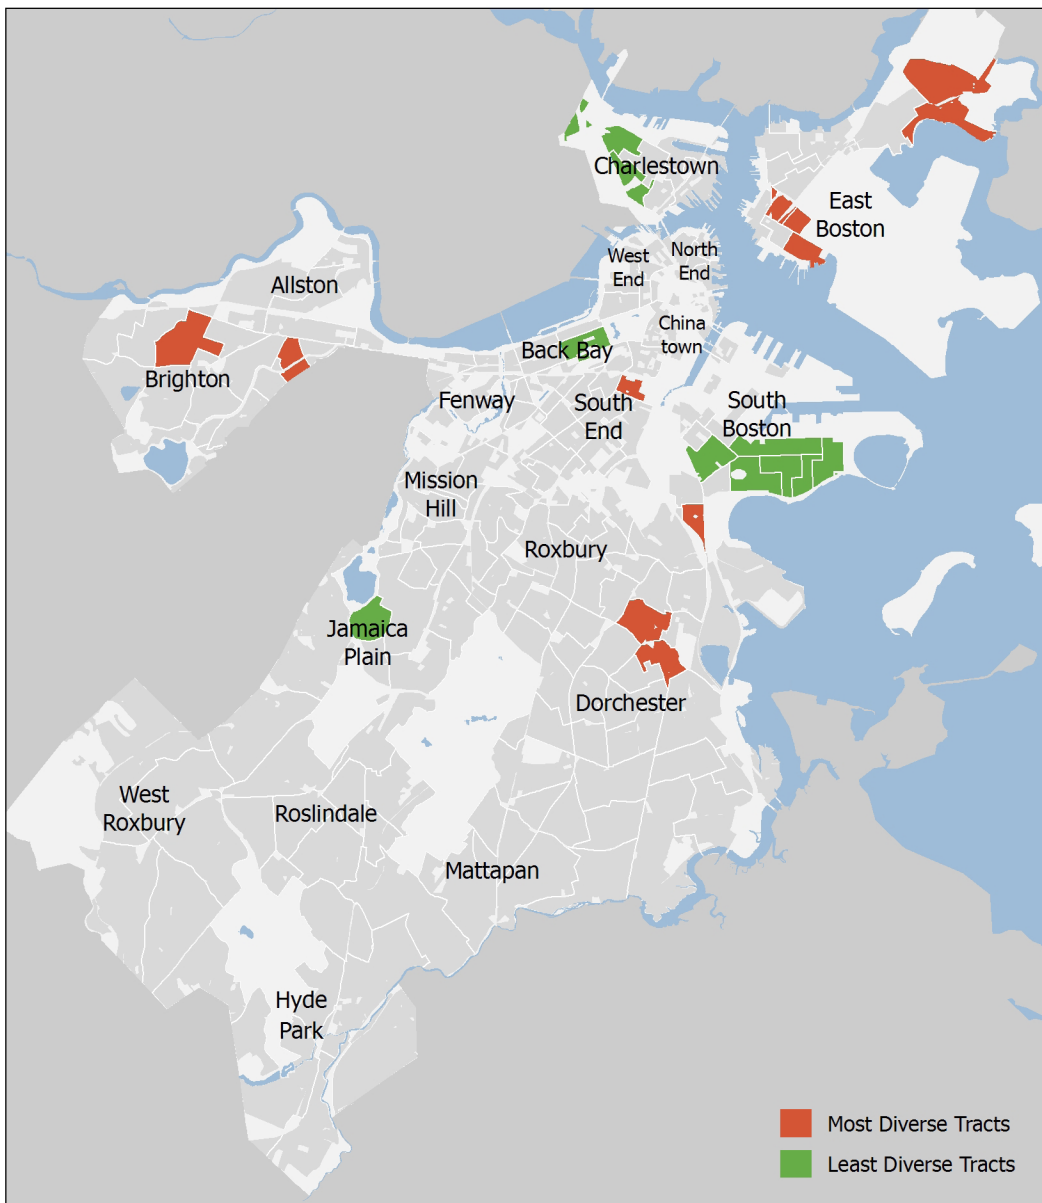 Charlestown
East
Boston
West
End
North
End
Allston
China
town
Back Bay
Brighton
Fenway
South
End
South
Boston
Mission
Hill
Roxbury
Jamaica
Plain
Dorchester
West
Roxbury
Roslindale
Mattapan
Hyde
Park
Most Diverse Tracts
Least Diverse Tracts